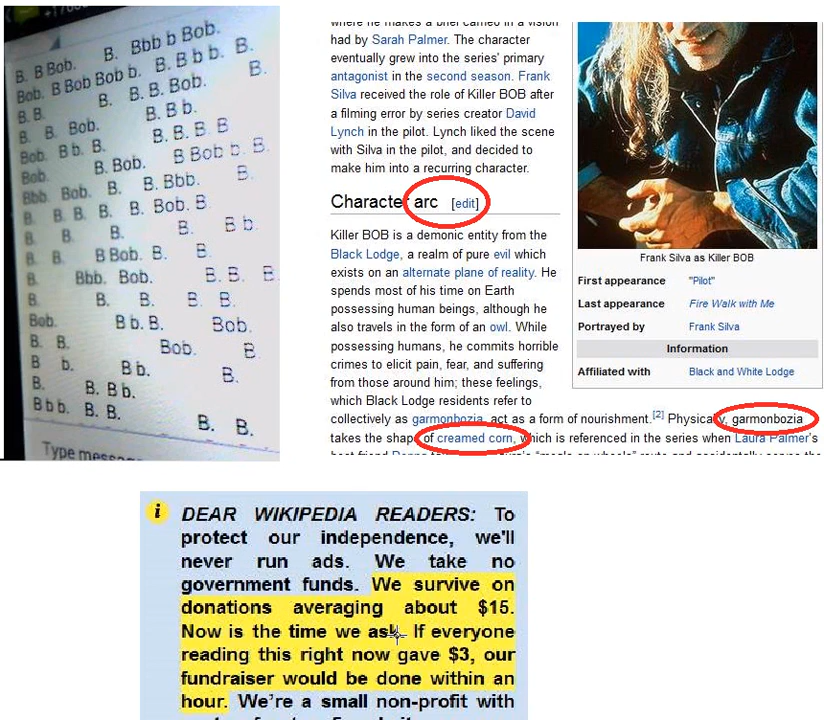 B. B Bob. B. Bbb b Bob.
Bob. B Bob Bob b. B. B b b. B.
B. B. B. B. B. Bob. B.
B. B. Bob. B. B b.
Bob. B b. B. B. B. B. B
Bob. B. Bob. B Bob b. B.
Bbb. Bob. B. B. Bbb. B.
B. B. B. B. B. Bob. B.
B. B. B. B. B b.
B. B. B Bob. B. B.
B. Bbb. Bob. B. B. B.
B. B. B. B. B.
Bob. B b. B. Bob.
B. B. Bob. B.
B b. B b. B.
B. B. B b.
B b b. B. B. B. B.
Type
where he makes a brief cameo in a vision
had by Sarah Palmer. The character
eventually grew into the series' primary
antagonist in the second season. Frank
Silva received the role of Killer BOB after
a filming error by series creator David
Lynch in the pilot. Lynch liked the scene
with Silva in the pilot, and decided to
make him into a recurring character.
Character arc [edit]
Killer BOB is a demonic entity from the
Black Lodge, a realm of pure evil which
exists on an alternate plane of reality. He
spends most of his time on Earth
possessing human beings, although he
also travels in the form of an owl. While
possessing humans, he commits horrible
crimes to elicit pain, fear, and suffering
from those around him; these feelings,
which Black Lodge residents refer to
collectively as garmonbozia, act as a form of nourishment.[2] Physically, garmonbozia
takes the shape of creamed corn, which is referenced in the series when Laura Palmer's
Frank Silva as Killer BOB
First appearance "Pilot"
Last appearance Fire Walk with Me
Portrayed by Frank Silva
Information
Affiliated with Black and White Lodge
i DEAR WIKIPEDIA READERS: To
protect our independence, we'll
never run ads. We take no
government funds. We survive on
donations averaging about $15.
Now is the time we ask. If everyone
reading this right now gave $3, our
fundraiser would be done within an
hour. We're a small non-profit with